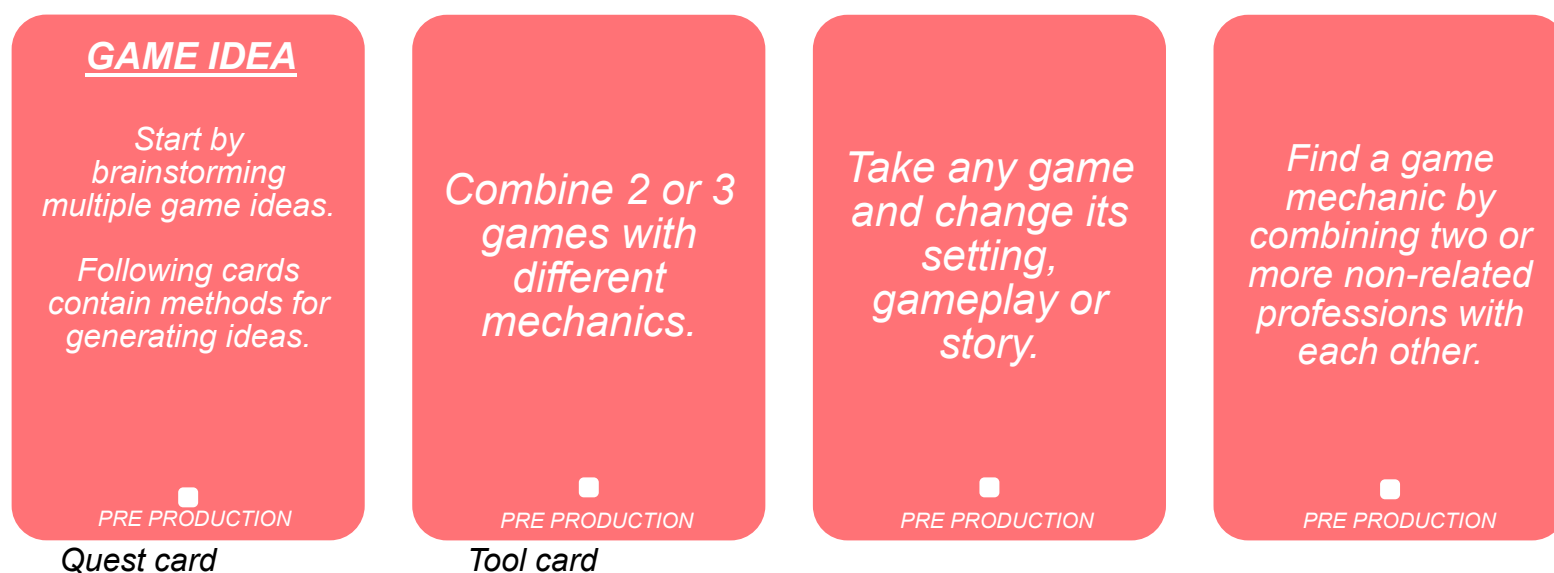 GAME IDEA
Start by
brainstorming
multiple game ideas.
Following cards
contain methods for
generating ideas.
PRE PRODUCTION
Quest card
Combine 2 or 3
games with
different
mechanics.
PRE PRODUCTION
Tool card
Take any game
and change its
setting,
gameplay or
story.
PRE PRODUCTION
Find a game
mechanic by
combining two or
more non-related
professions with
each other.
PRE PRODUCTION